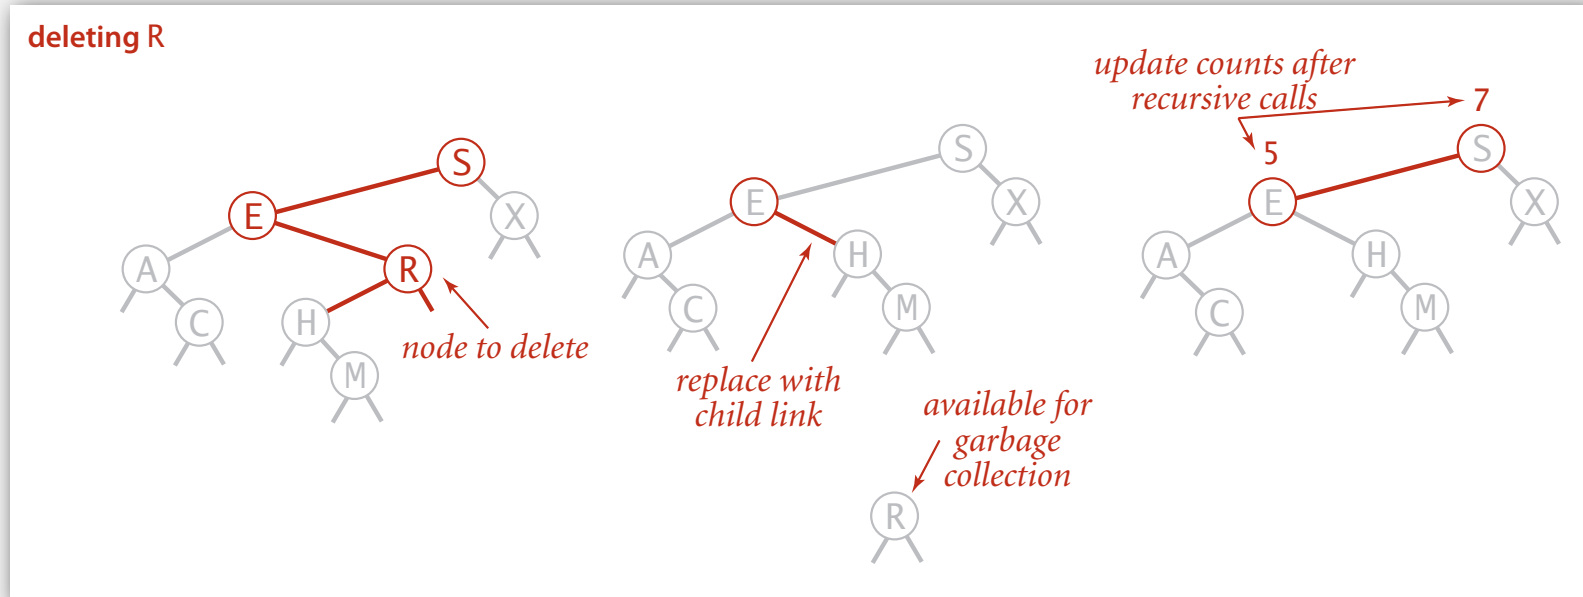 deleting R
S
E
X
A
R
C
H
M
node to delete
S
E
X
A
H
C
M
replace with
child link
available for
garbage
collection
R
update counts after
recursive calls
7
5
S
E
X
A
H
C
M